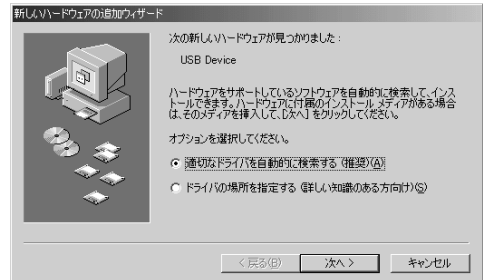 新しいハードウェアの追加ウィザード
次の新しいハードウェアが見つかりました:
USB Device
ハードウェアをサポートしているソフトウェアを自動的に検索して、インス
トールできます。ハードウェアに付属のインストール メディアがある場合
は、そのメディアを挿入して、[次へ] をクリックしてください。
オプションを選択してください。
適切なドライバを自動的に検索する (推奨)(A)
ドライバの場所を指定する (詳しい知識のある方向け)(S)
< 戻る(B)
次へ >
キャンセル